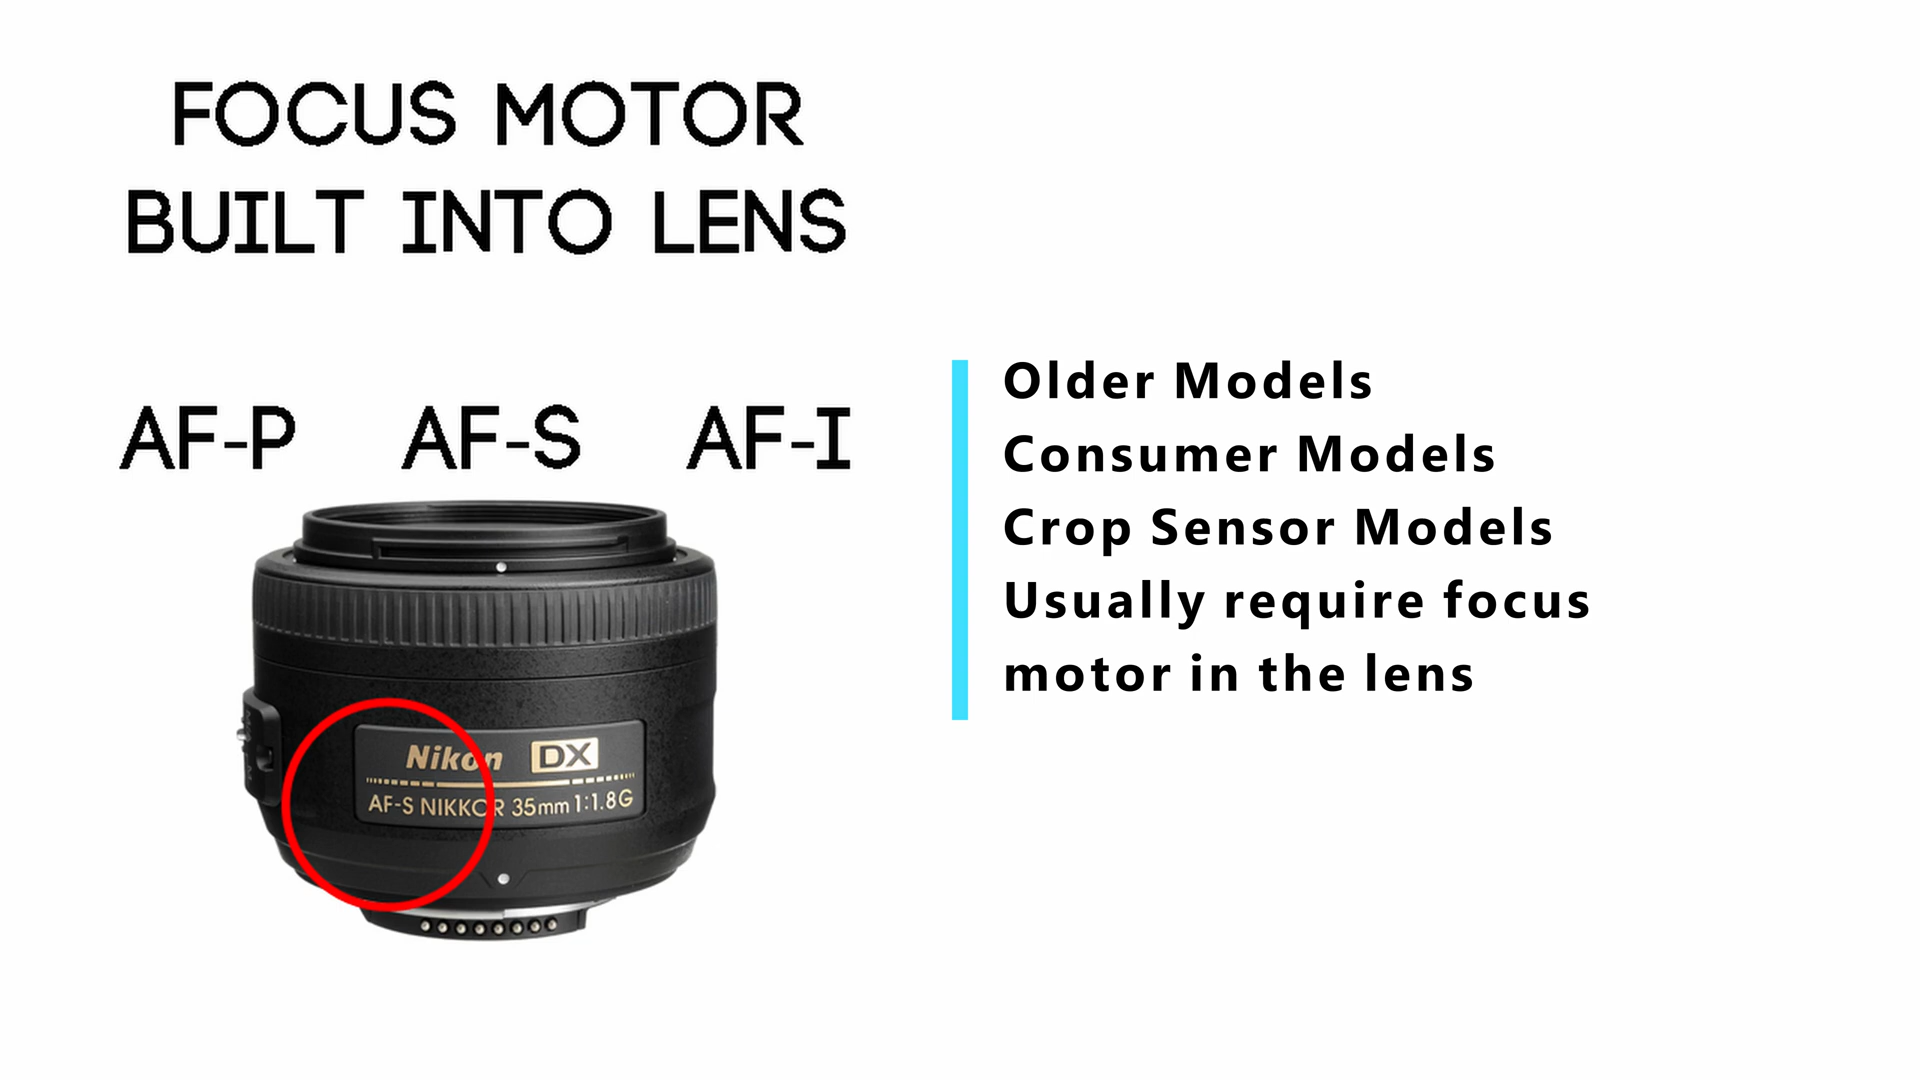 FOCUS MOTOR
BUILT INTO LENS
AF-P AF-S AF-I
Nikon DX
AF-S NIKKOR 35mm 1:1.8G
Older Models
Consumer Models
Crop Sensor Models
Usually require focus
motor in the lens